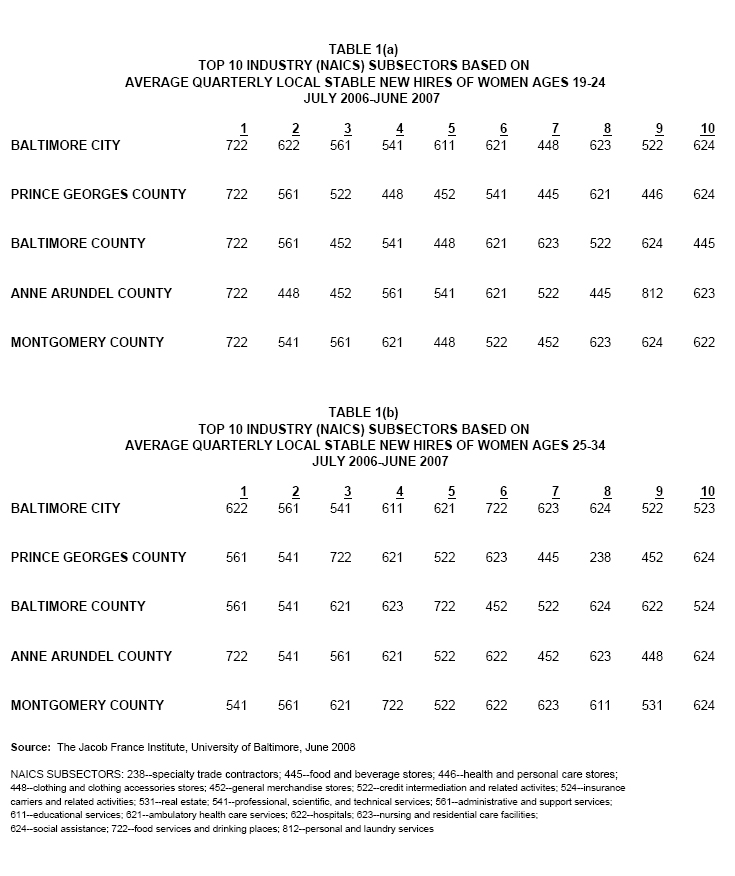 TABLE 1(a)
TOP 10 INDUSTRY (NAICS) SUBSECTORS BASED ON
AVERAGE QUARTERLY LOCAL STABLE NEW HIRES OF WOMEN AGES 19-24
JULY 2006-JUNE 2007
1 2 3 4 5 6 7 8 9 10
BALTIMORE CITY 722 622 561 541 611 621 448 623 522 624
PRINCE GEORGES COUNTY 722 561 522 448 452 541 445 621 446 624
BALTIMORE COUNTY 722 561 452 541 448 621 623 522 624 445
ANNE ARUNDEL COUNTY 722 448 452 561 541 621 522 445 812 623
MONTGOMERY COUNTY 722 541 561 621 448 522 452 623 624 622
TABLE 1(b)
TOP 10 INDUSTRY (NAICS) SUBSECTORS BASED ON
AVERAGE QUARTERLY LOCAL STABLE NEW HIRES OF WOMEN AGES 25-34
JULY 2006-JUNE 2007
1 2 3 4 5 6 7 8 9 10
BALTIMORE CITY 622 561 541 611 621 722 623 624 522 523
PRINCE GEORGES COUNTY 561 541 722 621 522 623 445 238 452 624
BALTIMORE COUNTY 561 541 621 623 722 452 522 624 622 524
ANNE ARUNDEL COUNTY 722 541 561 621 522 622 452 623 448 624
MONTGOMERY COUNTY 541 561 621 722 522 622 623 611 531 624
Source: The Jacob France Institute, University of Baltimore, June 2008
NAICS SUBSECTORS: 238--specialty trade contractors; 445--food and beverage stores; 446--health and personal care stores;
448--clothing and clothing accessories stores; 452--general merchandise stores; 522--credit intermediation and related activites; 524--insurance
carriers and related activities; 531--real estate; 541--professional, scientific, and technical services; 561--administrative and support services;
611--educational services; 621--ambulatory health care services; 622--hospitals; 623--nursing and residential care facilities;
624--social assistance; 722--food services and drinking places; 812--personal and laundry services